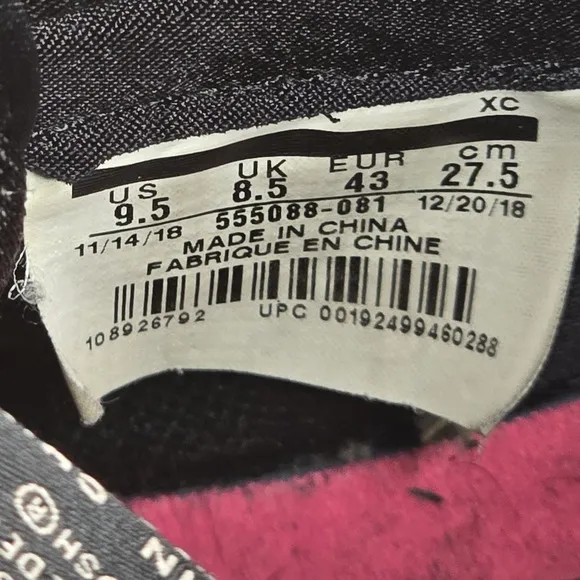 XC
US UK EUR cm
9.5 8.5 43 27.5
11/14/18 555088-081 12/20/18
MADE IN CHINA
FABRIQUE EN CHINE
108926792 UPC 00192499460288